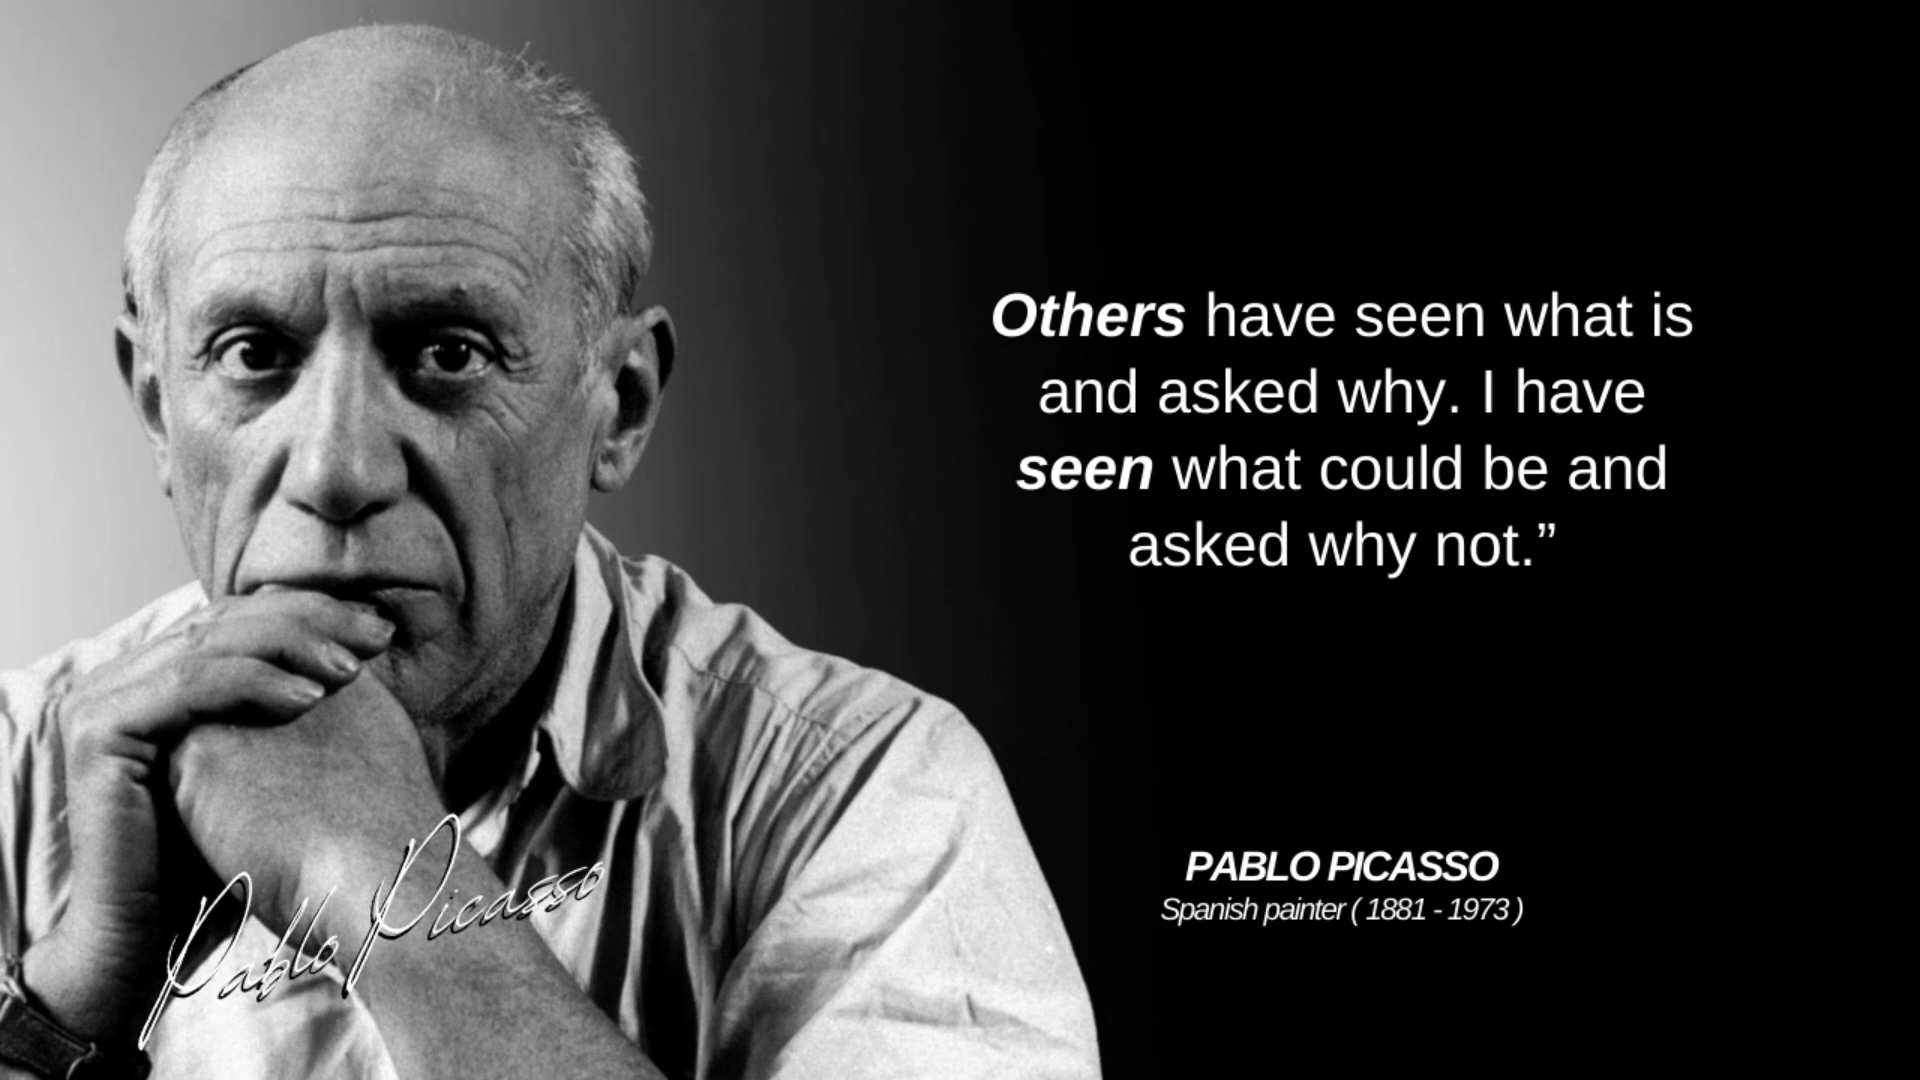 Others have seen what is
and asked why. I have
seen what could be and
asked why not.”
PABLO PICASSO
Spanish painter ( 1881 - 1973 )
Pablo Picasso